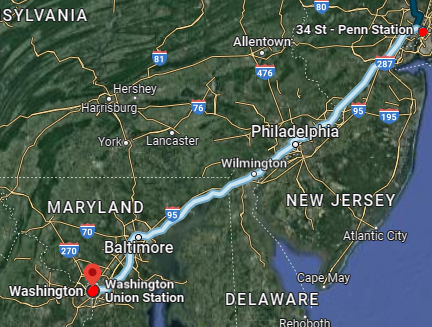 SYLVANIA
80
34 St - Penn Station
Allentown
81
476
287
Hershey
Harrisburg
76
95
195
Philadelphia
York
Lancaster
Wilmington
MARYLAND
NEW JERSEY
95
70
Atlantic City
270
Baltimore
Cape May
Washington
Washington
Union Station
DELAWARE
Rehoboth